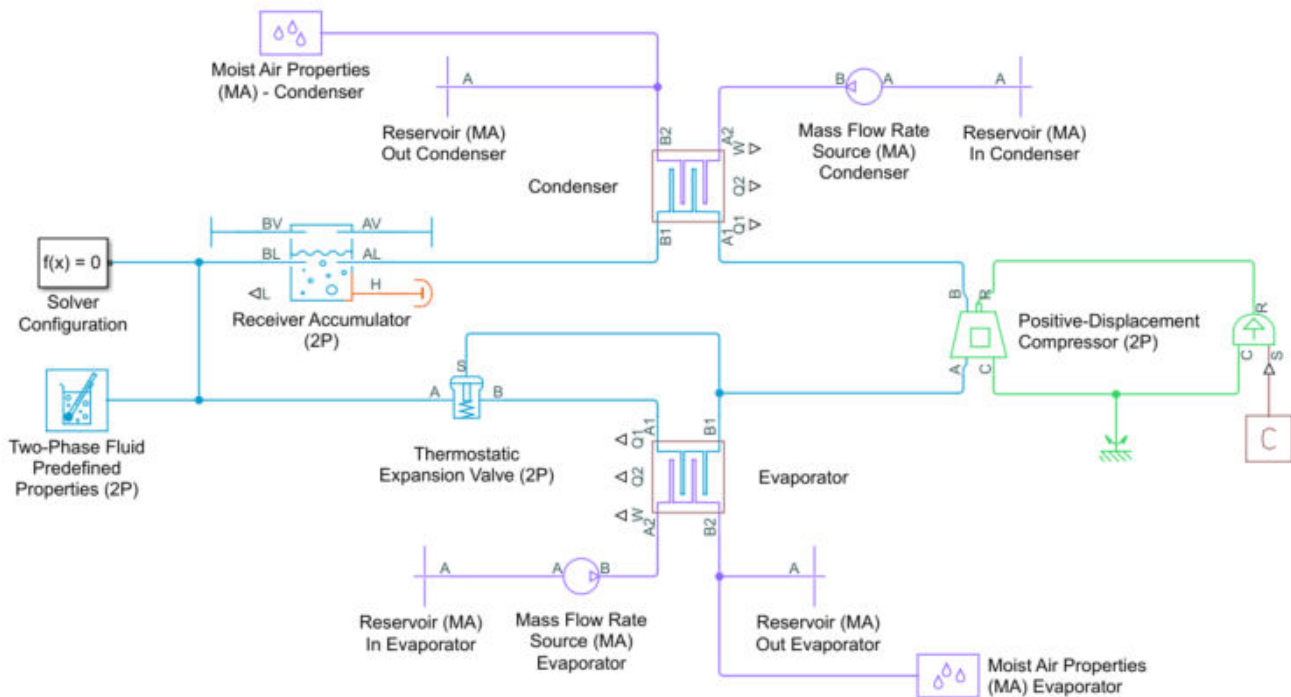 Moist Air Properties
(MA) - Condenser
A
Reservoir (MA)
Out Condenser
B
A
A
Mass Flow Rate
Source (MA)
Condenser
Reservoir (MA)
In Condenser
B2
A2
W
Q2
Q1
Condenser
B1
A1
BV
AV
BL
AL
H
L
f(x) = 0
Solver
Configuration
Receiver Accumulator
(2P)
B
R
Positive-Displacement
Compressor (2P)
A
C
R
C
S
C
S
A
B
Thermostatic
Expansion Valve (2P)
Two-Phase Fluid
Predefined
Properties (2P)
A1
B1
Q1
Q2
W
Evaporator
A2
B2
A
A
B
A
Reservoir (MA)
In Evaporator
Mass Flow Rate
Source (MA)
Evaporator
Reservoir (MA)
Out Evaporator
Moist Air Properties
(MA) Evaporator